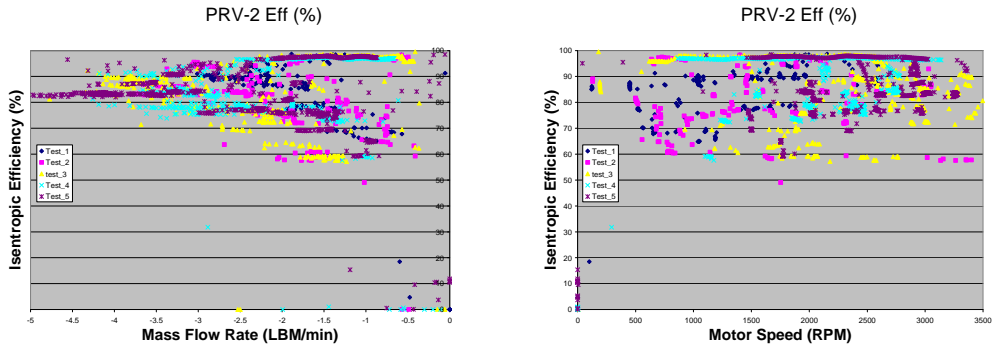 PRV-2 Eff (%)
Isentropic Efficiency (%)
100
90
80
70
60
50
40
30
20
10
0
Test_1
Test_2
test_3
Test_4
Test_5
-5 -4.5 -4 -3.5 -3 -2.5 -2 -1.5 -1 -0.5 0
Mass Flow Rate (LBM/min)
PRV-2 Eff (%)
Isentropic Efficiency (%)
100
90
80
70
60
50
40
30
20
10
0
Test_1
Test_2
test_3
Test_4
Test_5
0 500 1000 1500 2000 2500 3000 3500
Motor Speed (RPM)